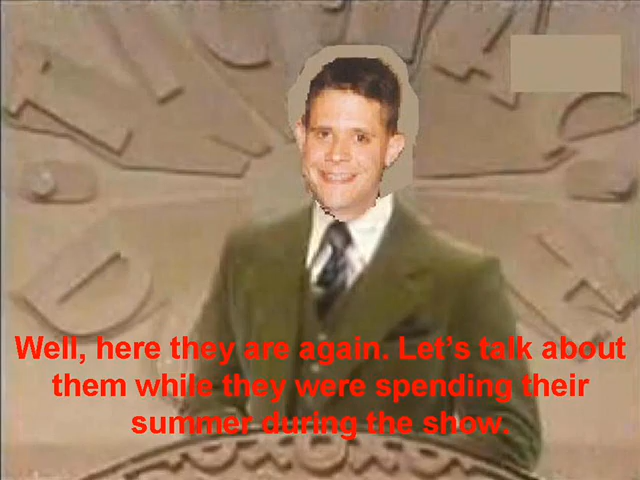 Well, here they are again. Let’s talk about
them while they were spending their
summer during the show.